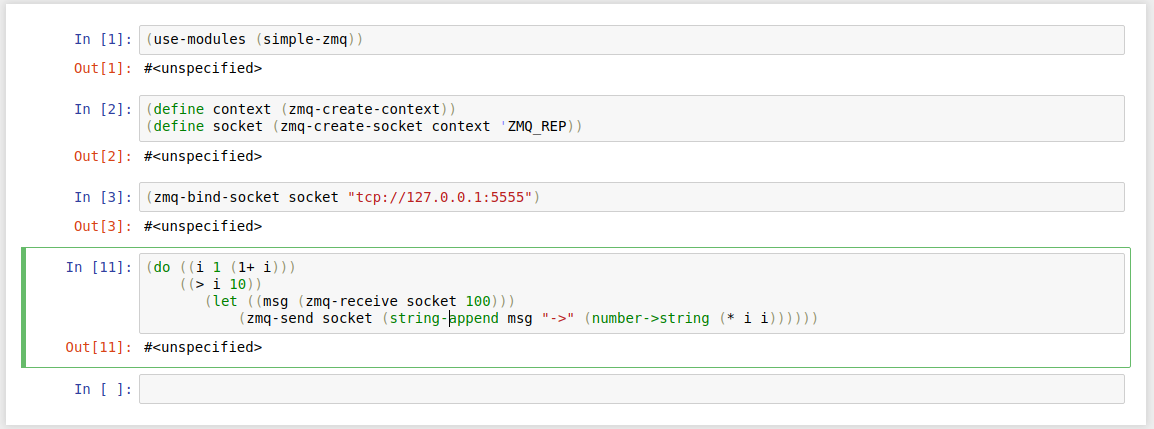 In [1]: (use-modules (simple-zmq))
Out[1]: #<unspecified>
In [2]: (define context (zmq-create-context))
(define socket (zmq-create-socket context 'ZMQ_REP))
Out[2]: #<unspecified>
In [3]: (zmq-bind-socket socket "tcp://127.0.0.1:5555")
Out[3]: #<unspecified>
In [11]: (do ((i 1 (1+ i)))
((> i 10))
(let ((msg (zmq-receive socket 100)))
(zmq-send socket (string-append msg "->" (number->string (* i i))))))
Out[11]: #<unspecified>
In [ ]: